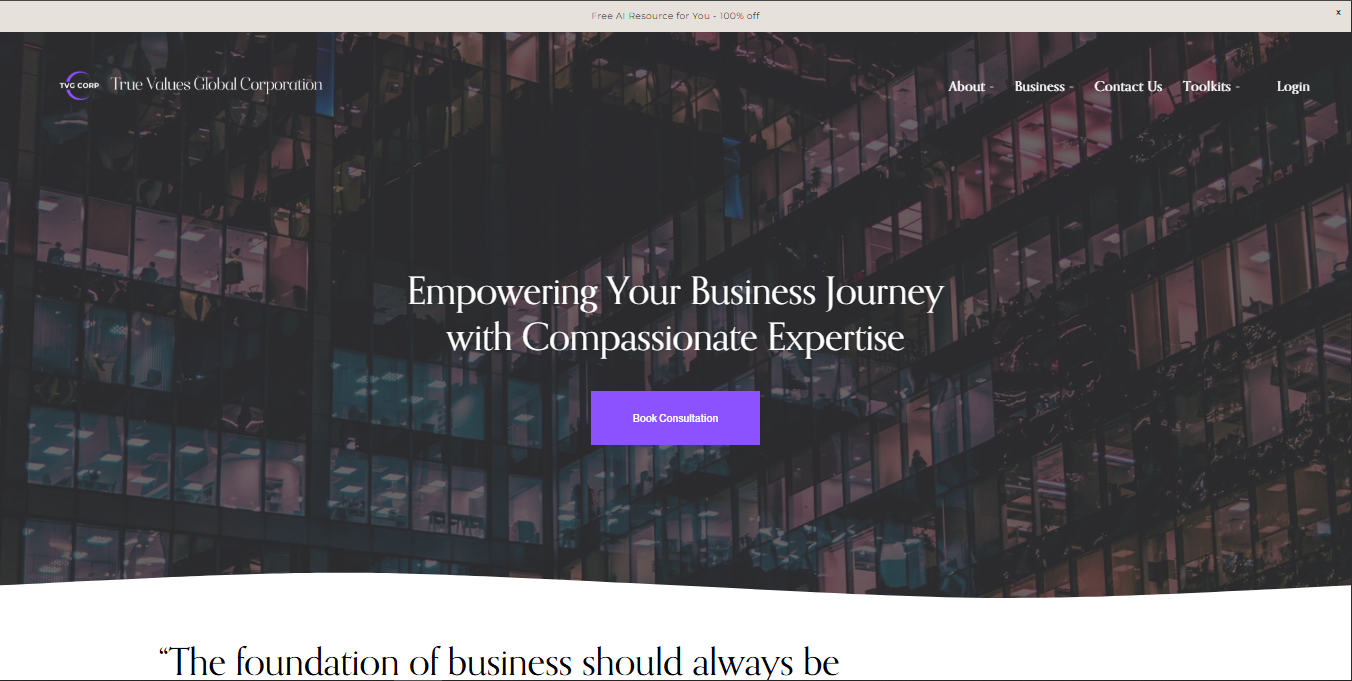 Free AI Resource for You - 100% off
x
TVG CORP
True Values Global Corporation
About -
Business -
Contact Us
Toolkits -
Login
Empowering Your Business Journey
with Compassionate Expertise
Book Consultation
“The foundation of business should always be